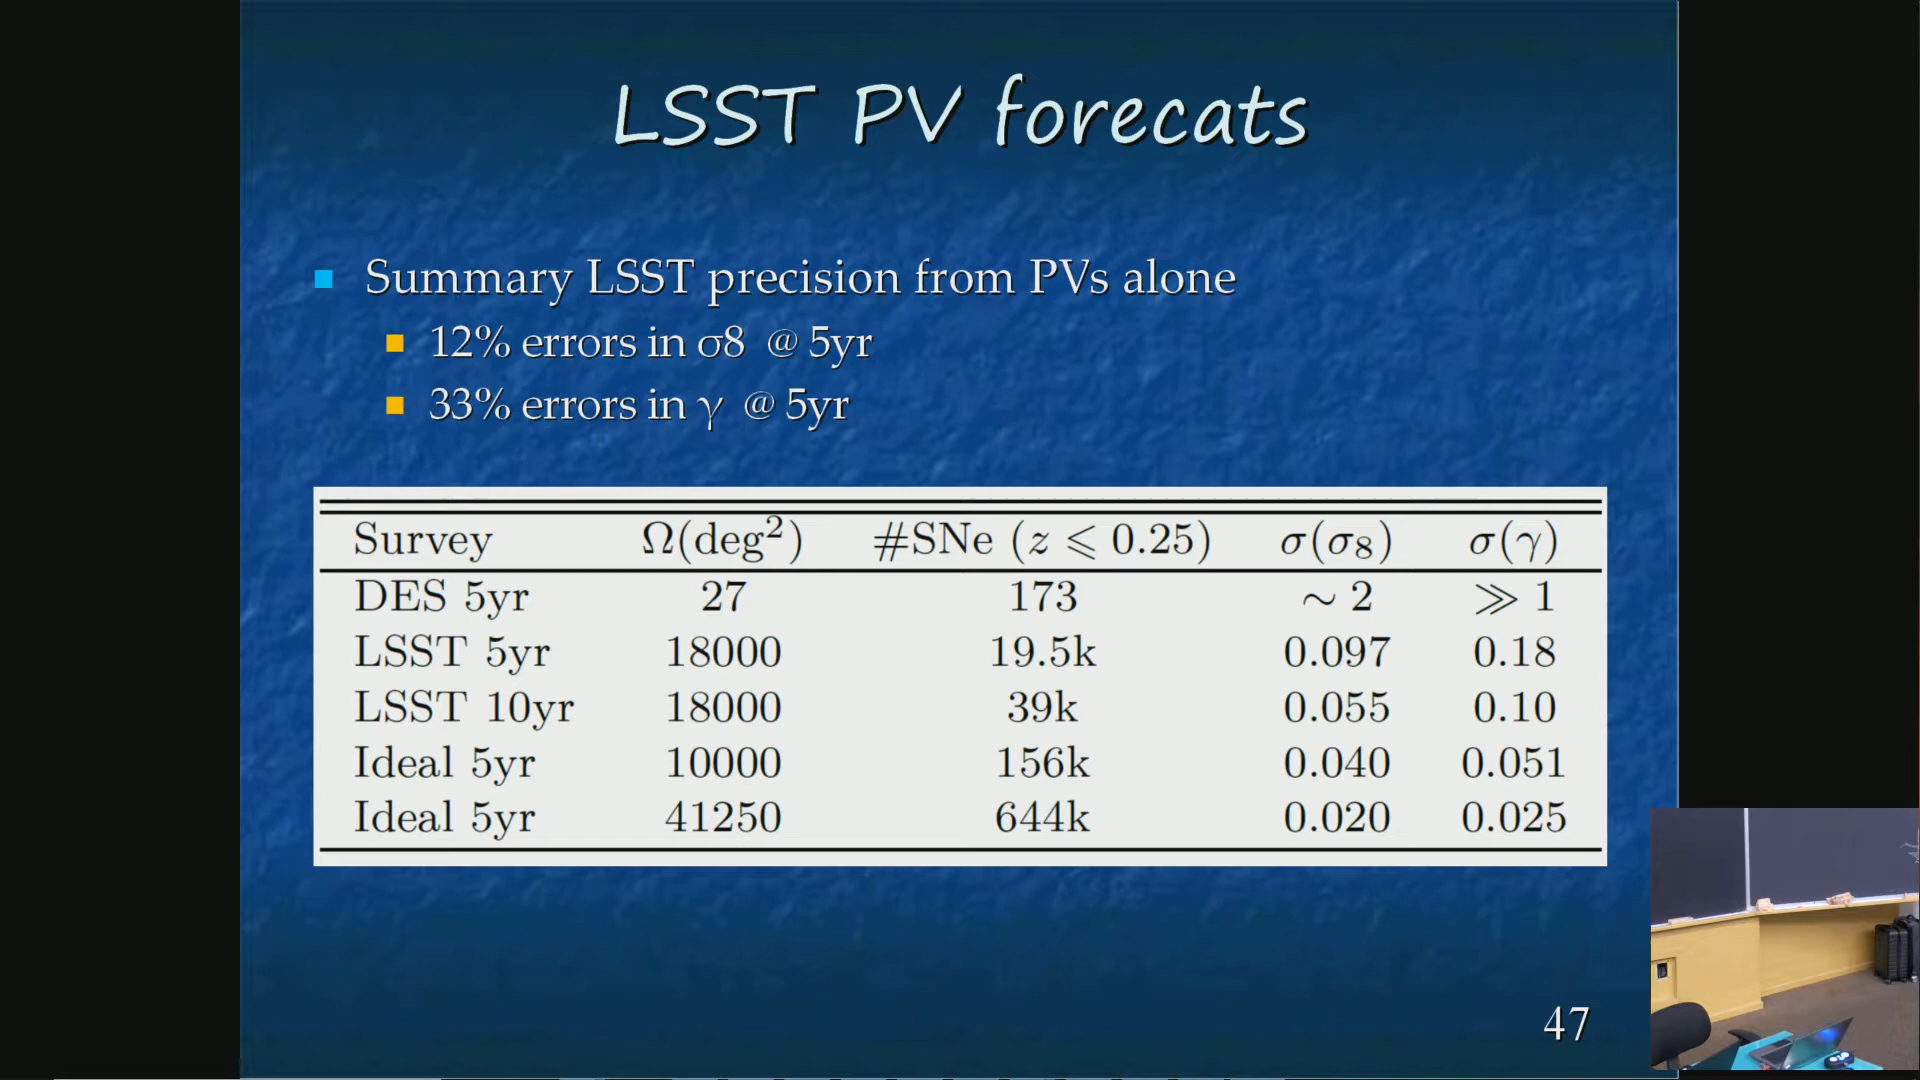 LSST PV forecats
Summary LSST precision from PVs alone
12% errors in σ8 @ 5yr
33% errors in γ @ 5yr
Survey Ω(deg²) #SNe (z ⩽ 0.25) σ(σ₈) σ(γ)
DES 5yr 27 173 ∼ 2 ≫ 1
LSST 5yr 18000 19.5k 0.097 0.18
LSST 10yr 18000 39k 0.055 0.10
Ideal 5yr 10000 156k 0.040 0.051
Ideal 5yr 41250 644k 0.020 0.025
47